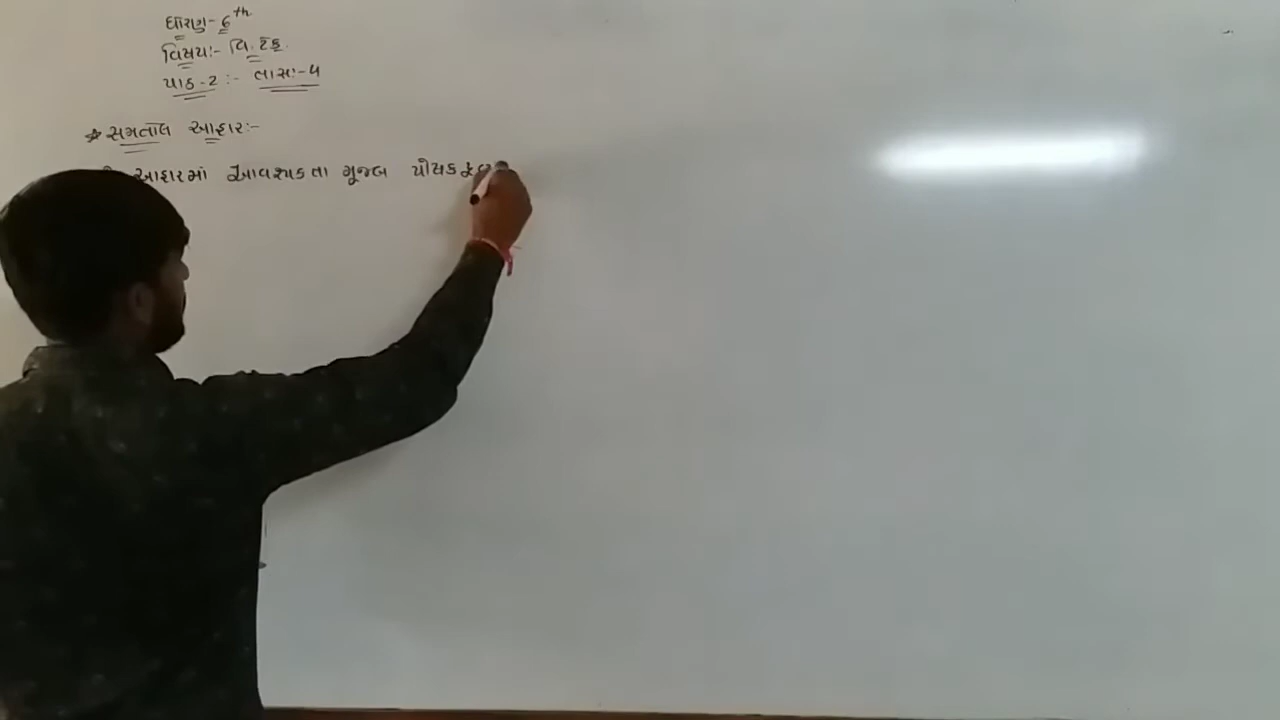 ધોરણ- 6th
વિષય:- વિ. ટેક.
પાઠ-2 :- તાસઃ-4
* સમતોલ આહાર:-
આહારમાં આવશ્યકતા મૂજબ પોષક